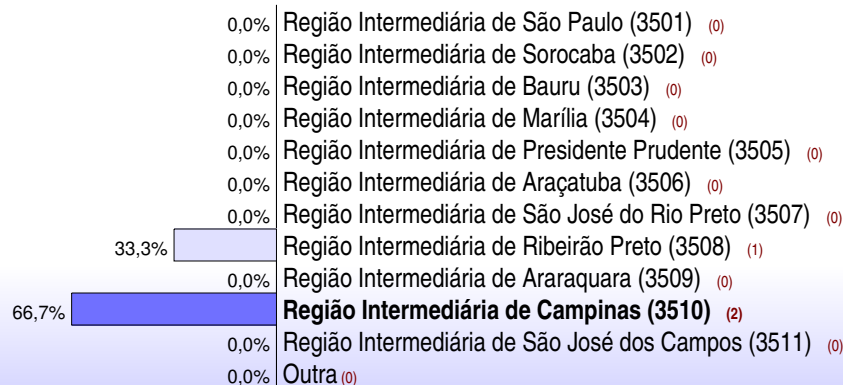 0,0% Região Intermediária de São Paulo (3501) (0)
0,0% Região Intermediária de Sorocaba (3502) (0)
0,0% Região Intermediária de Bauru (3503) (0)
0,0% Região Intermediária de Marília (3504) (0)
0,0% Região Intermediária de Presidente Prudente (3505) (0)
0,0% Região Intermediária de Araçatuba (3506) (0)
0,0% Região Intermediária de São José do Rio Preto (3507) (0)
33,3% Região Intermediária de Ribeirão Preto (3508) (1)
0,0% Região Intermediária de Araraquara (3509) (0)
66,7% Região Intermediária de Campinas (3510) (2)
0,0% Região Intermediária de São José dos Campos (3511) (0)
0,0% Outra (0)